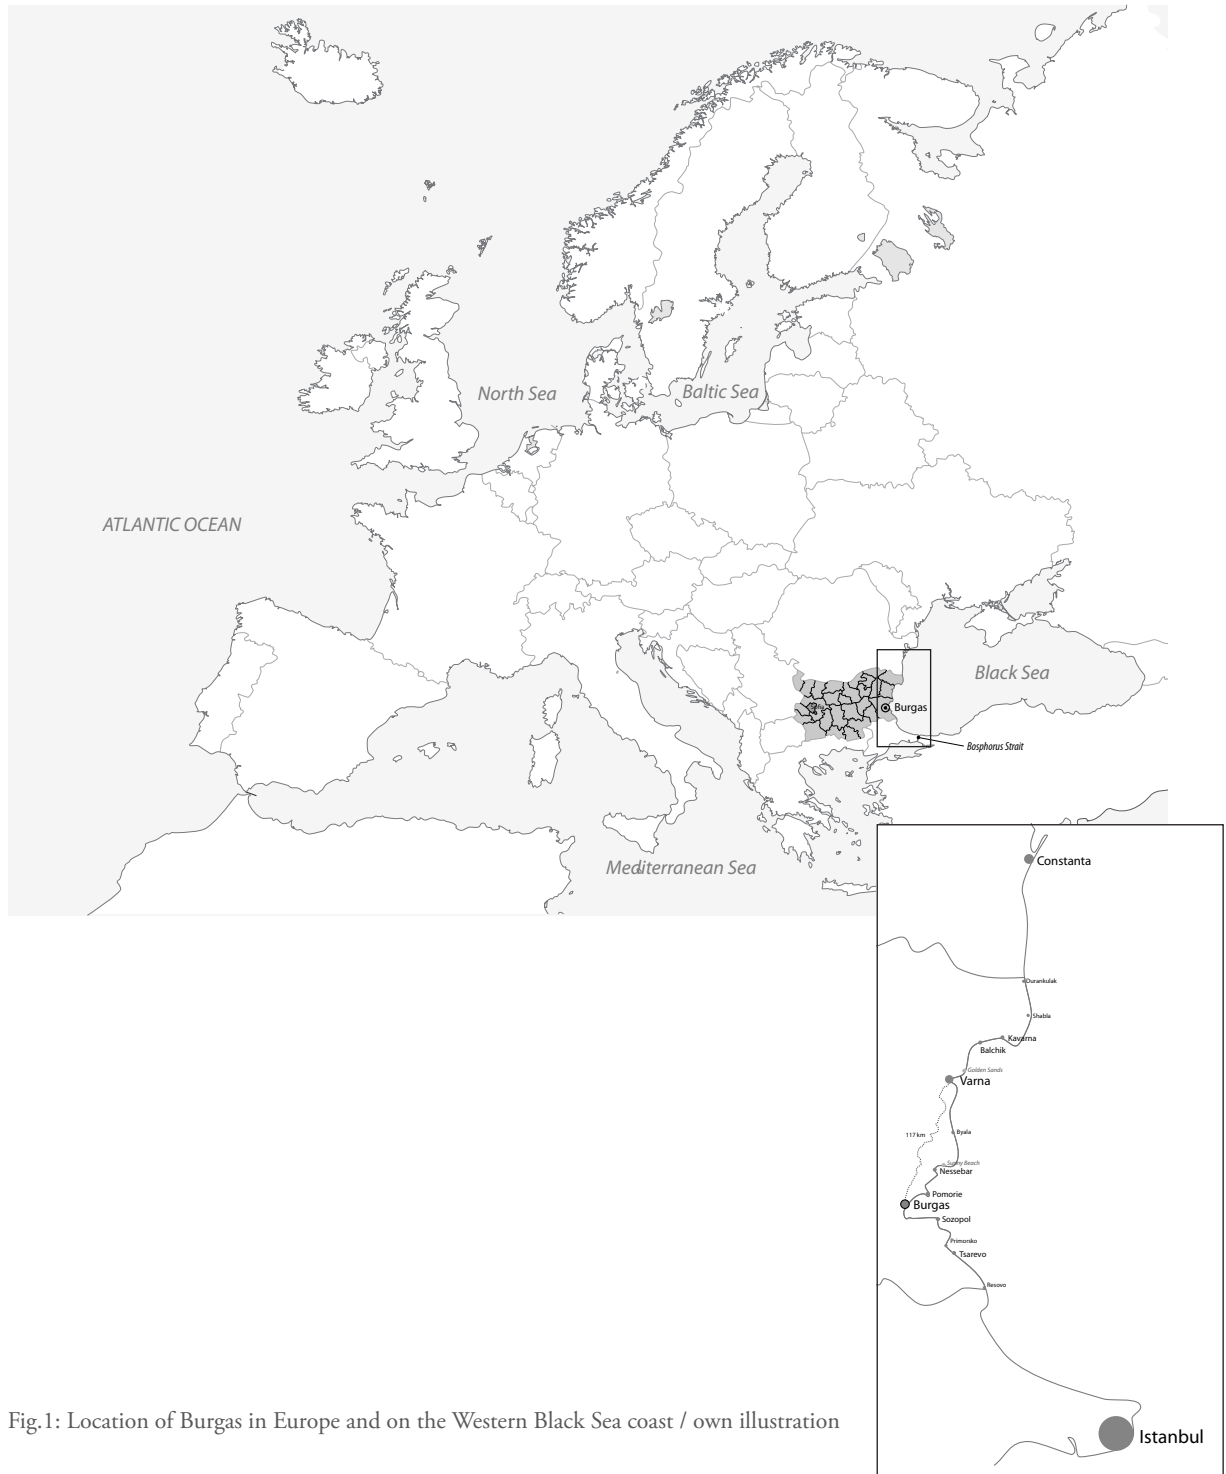 North Sea
Baltic Sea
ATLANTIC OCEAN
Black Sea
Burgas
Bosphorus Strait
Mediterranean Sea
Constanta
Durankulak
Shabla
Kavarna
Balchik
Golden Sands
Varna
117 km
Byala
Sunny Beach
Nessebar
Pomorie
Burgas
Sozopol
Primorsko
Tsarevo
Resovo
Istanbul
Fig.1: Location of Burgas in Europe and on the Western Black Sea coast / own illustration